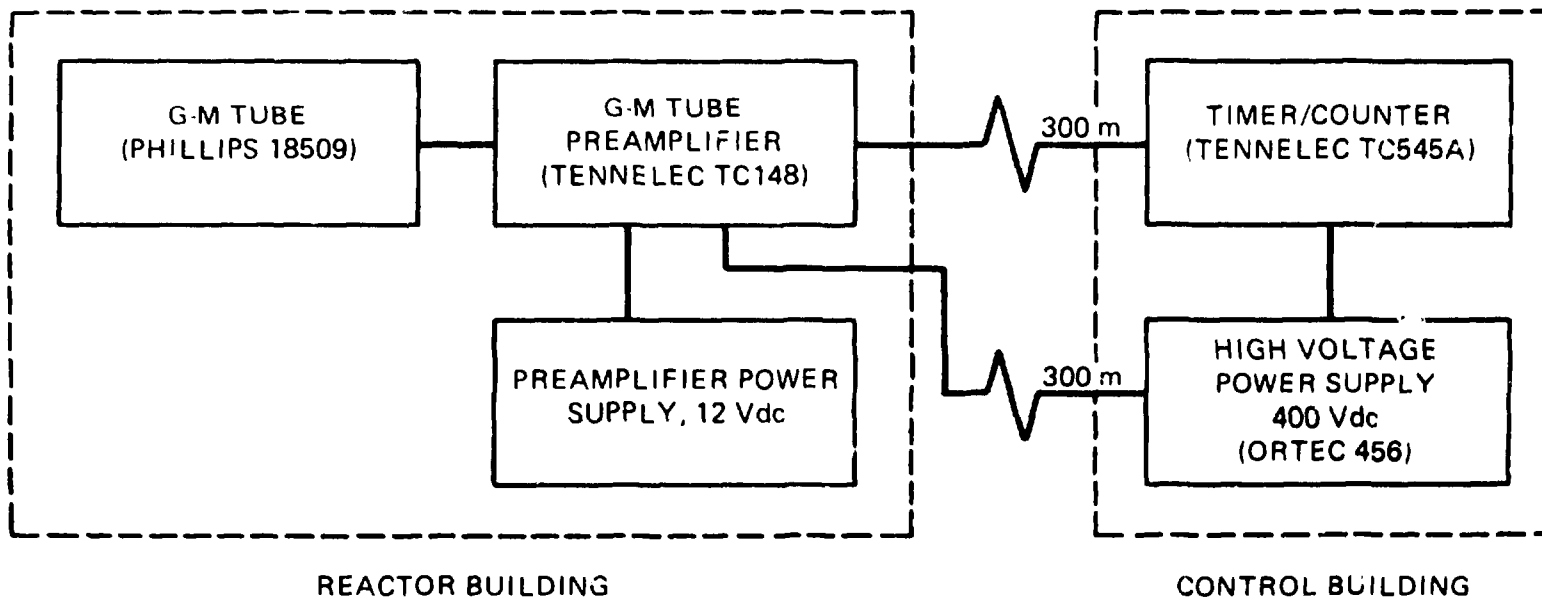 G-M TUBE
(PHILLIPS 18509)
G-M TUBE
PREAMPLIFIER
(TENNELEC TC148)
300 m
TIMER/COUNTER
(TENNELEC TC545A)
PREAMPLIFIER POWER
SUPPLY, 12 Vdc
300 m
HIGH VOLTAGE
POWER SUPPLY
400 Vdc
(ORTEC 456)
REACTOR BUILDING
CONTROL BUILDING